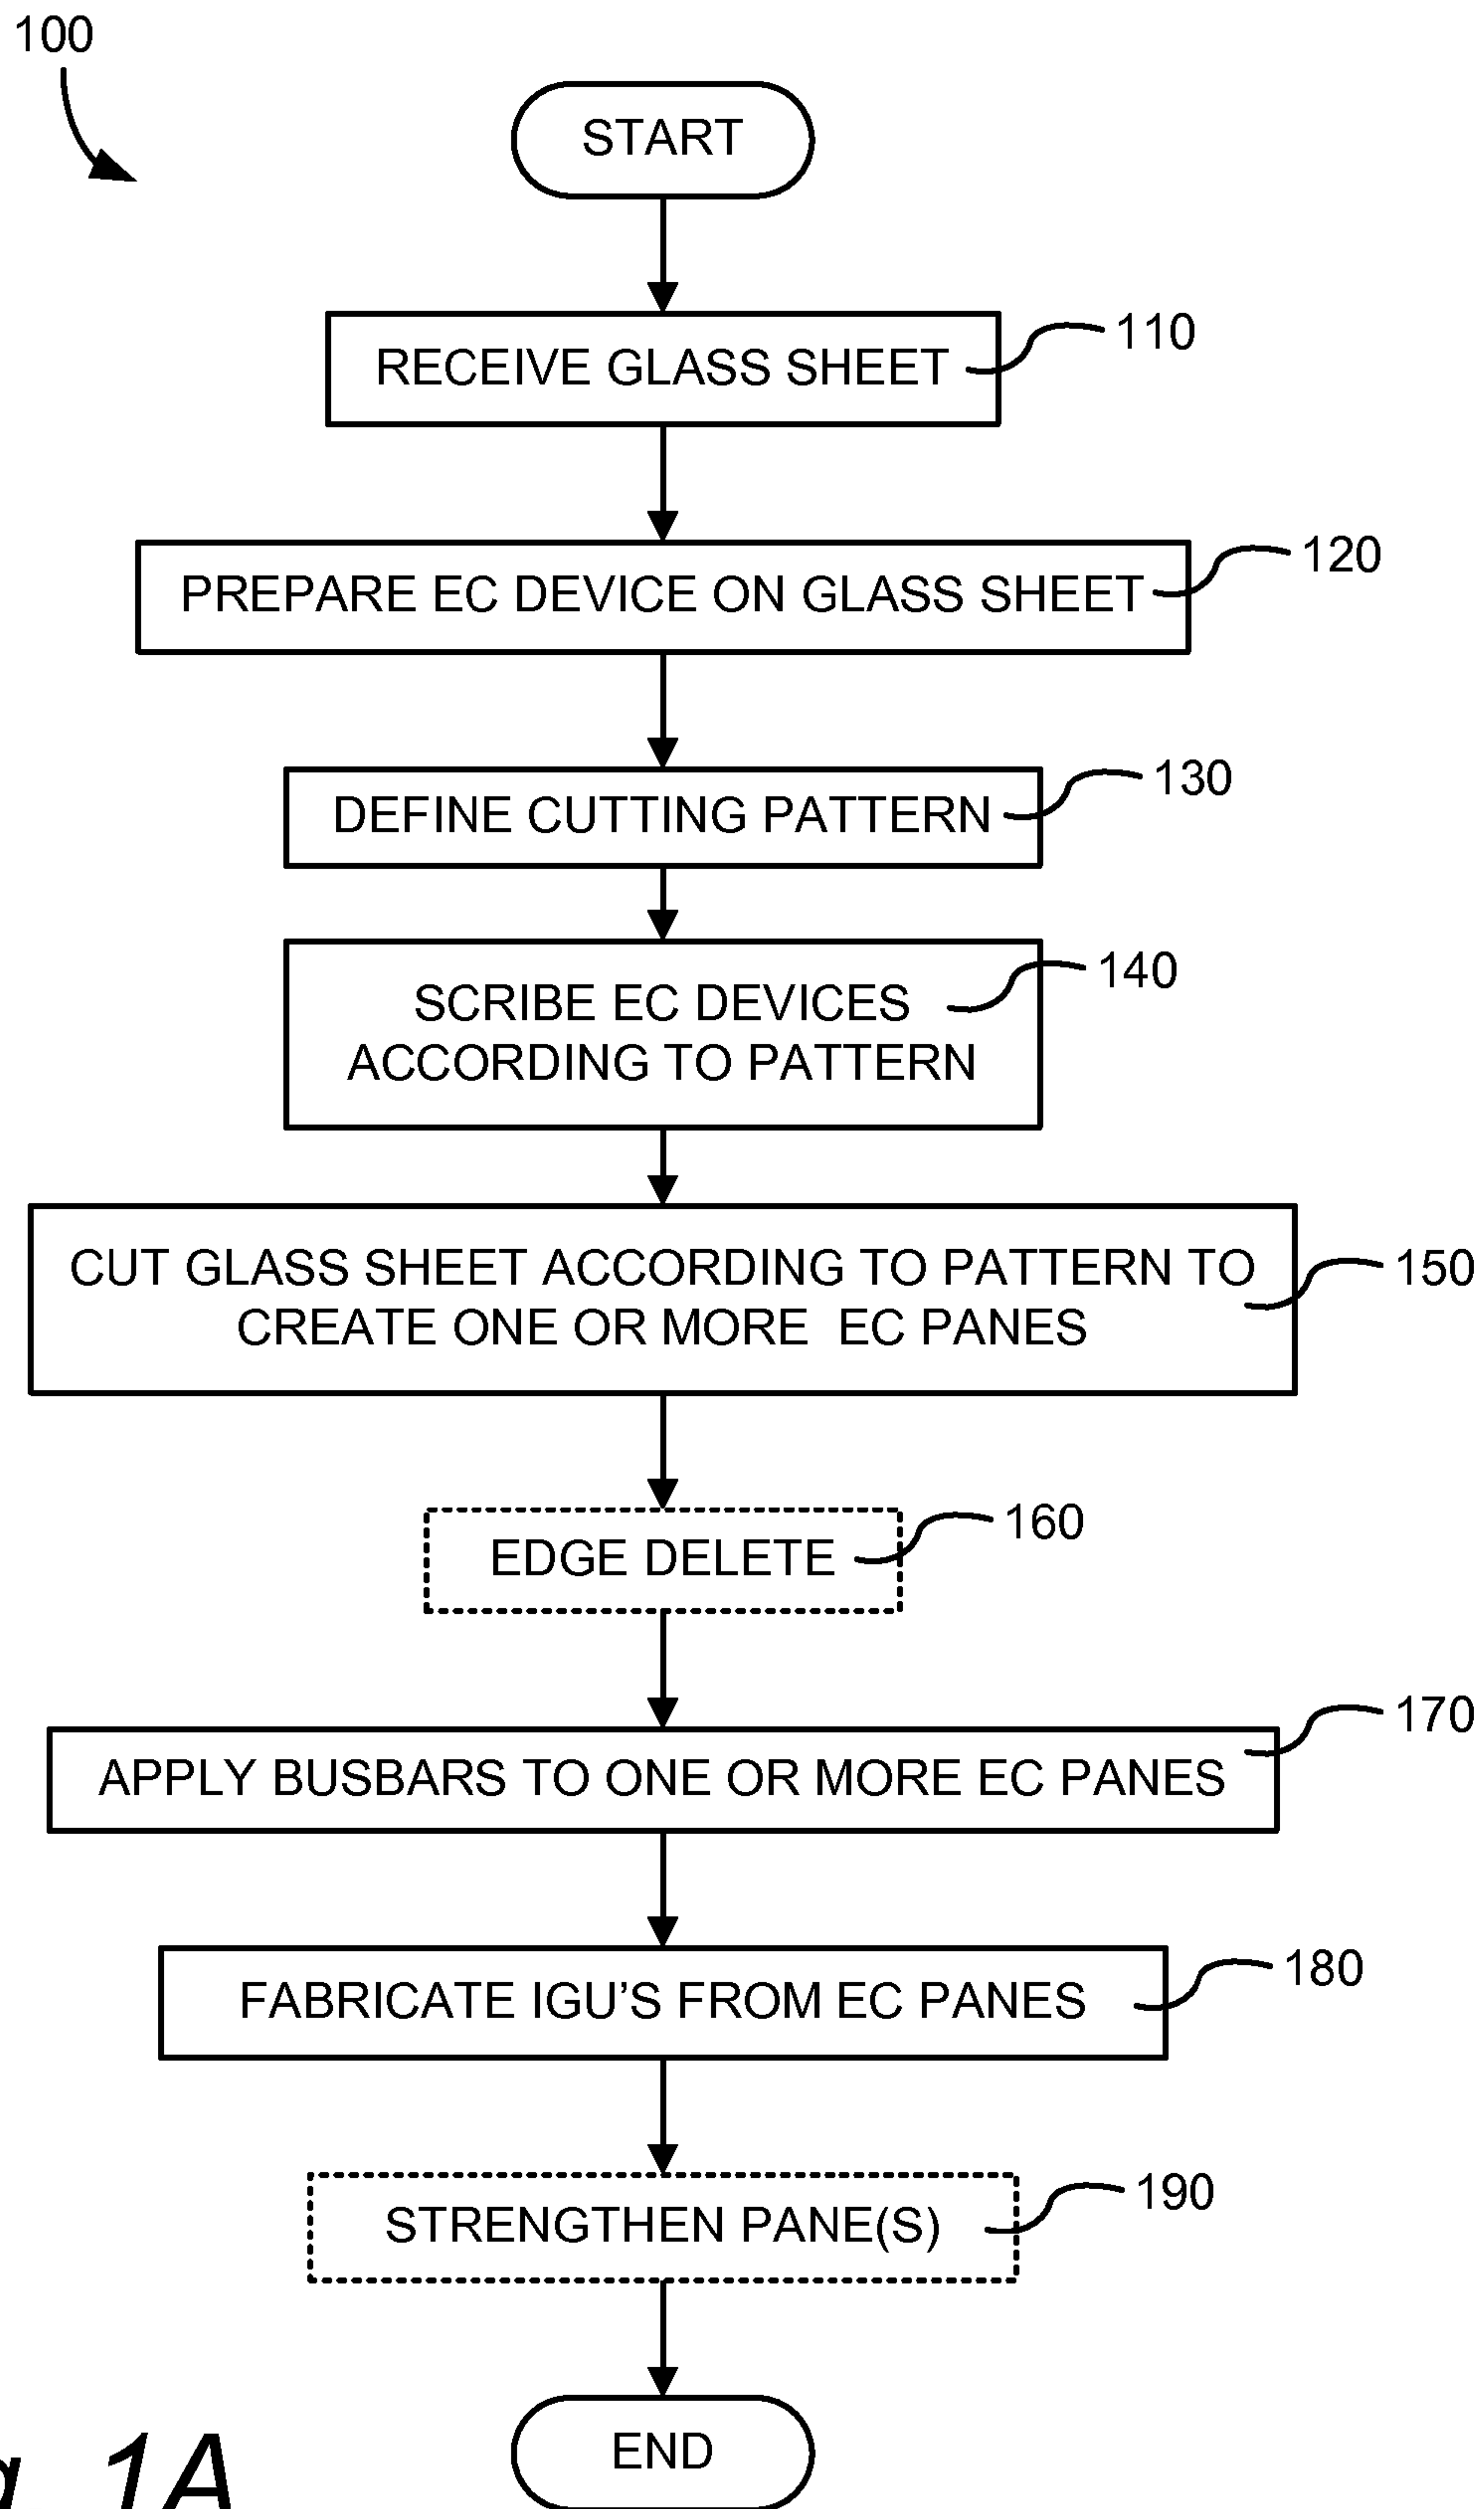 100
START
RECEIVE GLASS SHEET
110
PREPARE EC DEVICE ON GLASS SHEET
120
DEFINE CUTTING PATTERN
130
SCRIBE EC DEVICES
ACCORDING TO PATTERN
140
CUT GLASS SHEET ACCORDING TO PATTERN TO
CREATE ONE OR MORE EC PANES
150
EDGE DELETE
160
APPLY BUSBARS TO ONE OR MORE EC PANES
170
FABRICATE IGU’S FROM EC PANES
180
STRENGTHEN PANE(S)
190
END
1A